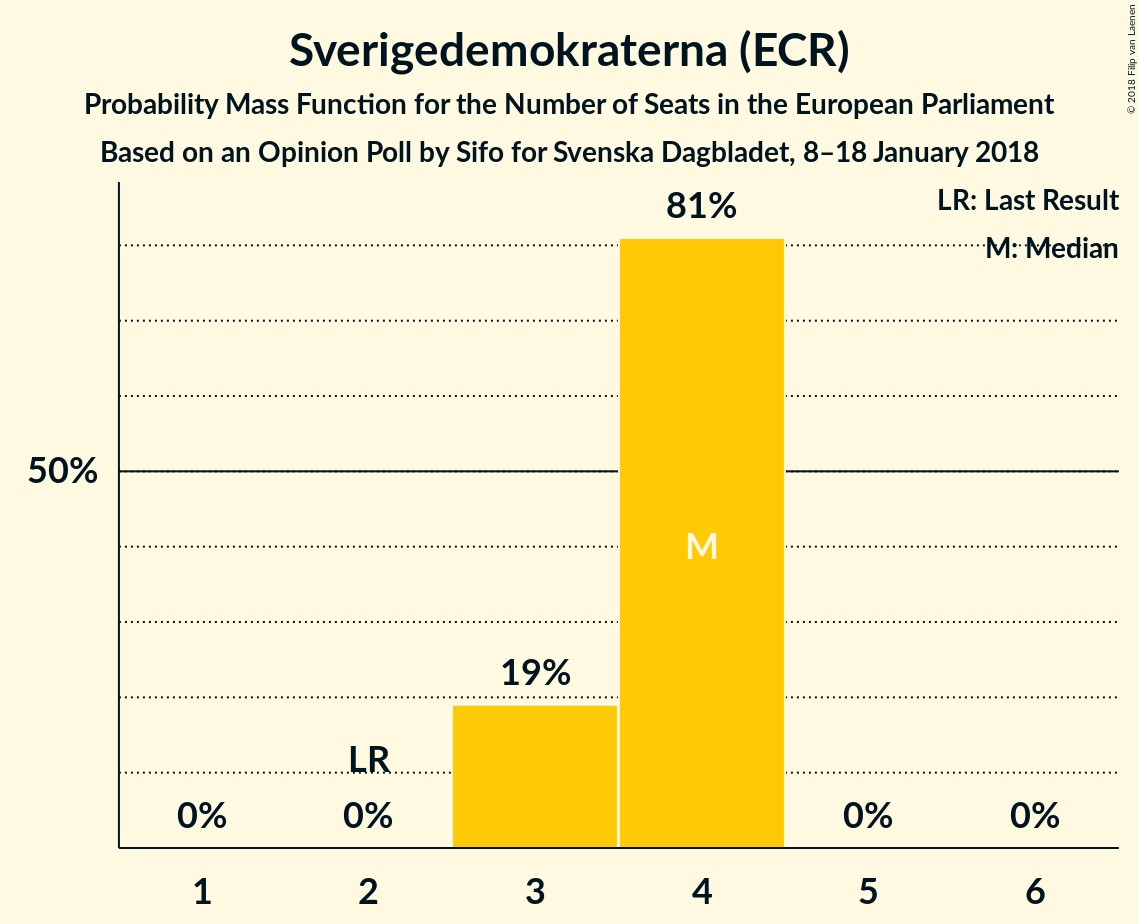 Sverigedemokraterna (ECR)
Probability Mass Function for the Number of Seats in the European Parliament
Based on an Opinion Poll by Sifo for Svenska Dagbladet, 8–18 January 2018
© 2018 Filip van Laenen
LR: Last Result
M: Median
81%
50%
M
19%
LR
0%
0%
0%
0%
1
2
3
4
5
6